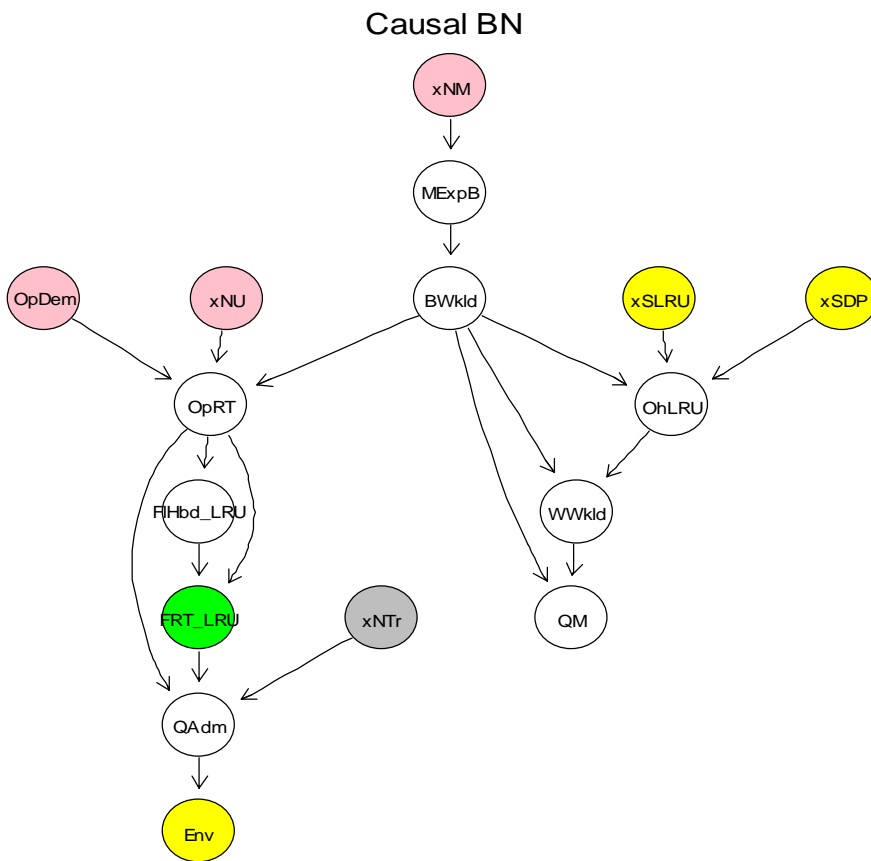 Causal BN
xNM
MExpB
OpDem
xNU
BWkld
xSLRU
xSDP
OpRT
OhLRU
FlHbd_LRU
WWkld
FRT_LRU
xNTr
QM
QAdm
Env